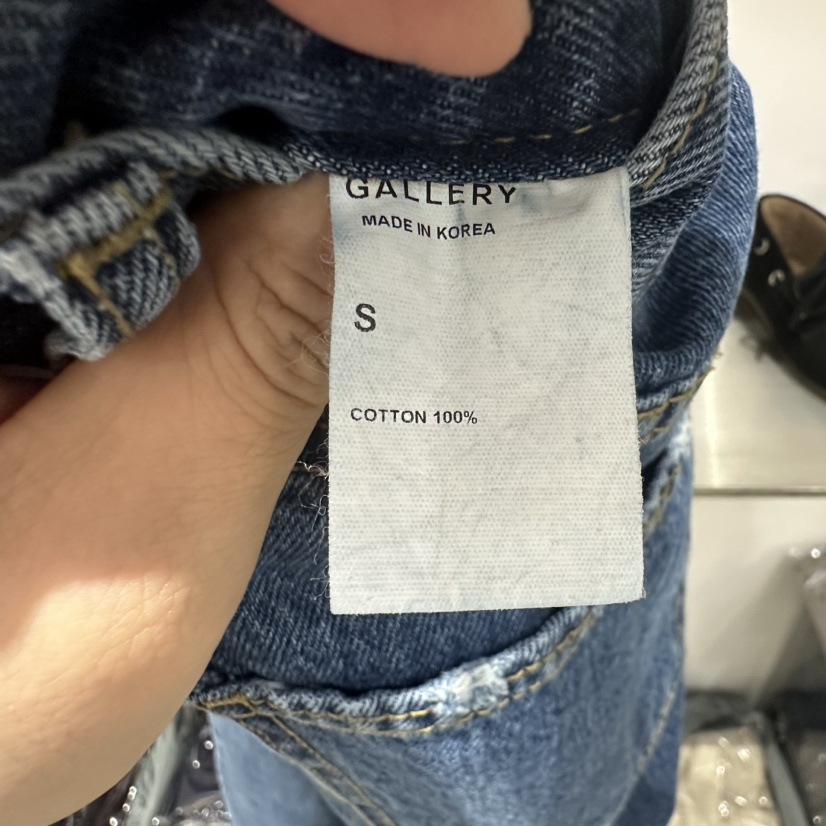 GALLERY
MADE IN KOREA
S
COTTON 100%